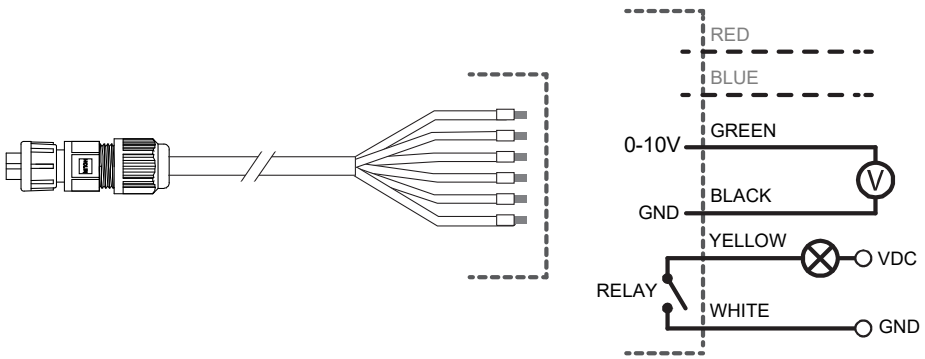 RED
BLUE
0-10V
GREEN
V
GND
BLACK
YELLOW
VDC
RELAY
WHITE
GND